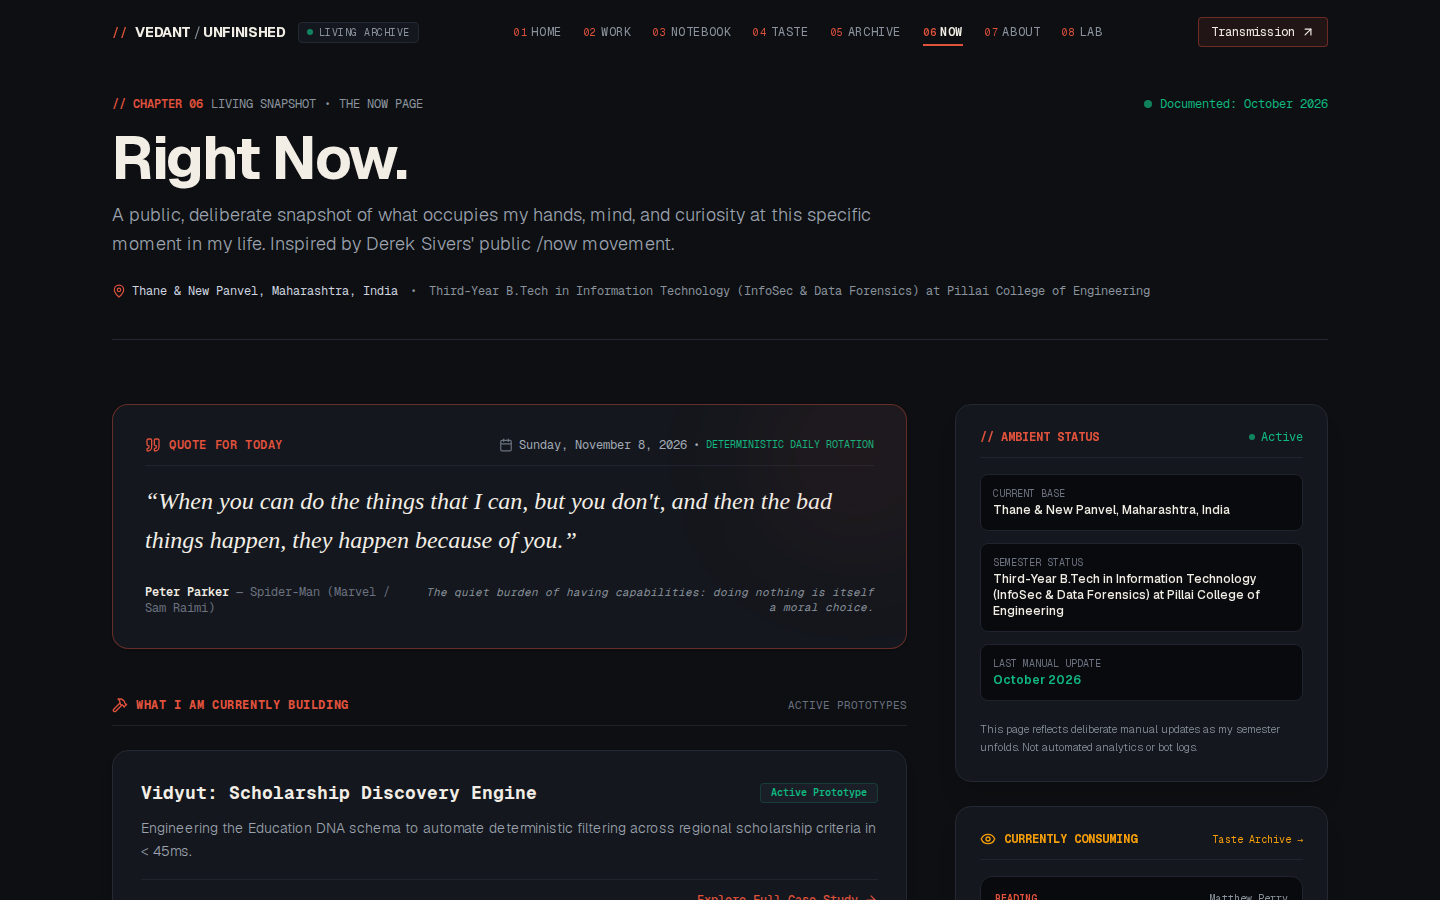 // VEDANT / UNFINISHED
LIVING ARCHIVE
01 HOME
02 WORK
03 NOTEBOOK
04 TASTE
05 ARCHIVE
06 NOW
07 ABOUT
08 LAB
Transmission ↗
// CHAPTER 06 LIVING SNAPSHOT • THE NOW PAGE
Documented: October 2026
Right Now.
A public, deliberate snapshot of what occupies my hands, mind, and curiosity at this specific
moment in my life. Inspired by Derek Sivers' public /now movement.
Thane & New Panvel, Maharashtra, India • Third-Year B.Tech in Information Technology (InfoSec & Data Forensics) at Pillai College of Engineering
QUOTE FOR TODAY
Sunday, November 8, 2026 • DETERMINISTIC DAILY ROTATION
“When you can do the things that I can, but you don't, and then the bad
things happen, they happen because of you.”
Peter Parker — Spider-Man (Marvel /
Sam Raimi)
The quiet burden of having capabilities: doing nothing is itself
a moral choice.
WHAT I AM CURRENTLY BUILDING
ACTIVE PROTOTYPES
Vidyut: Scholarship Discovery Engine
Active Prototype
Engineering the Education DNA schema to automate deterministic filtering across regional scholarship criteria in
< 45ms.
Explore Full Case Study →
// AMBIENT STATUS
Active
CURRENT BASE
Thane & New Panvel, Maharashtra, India
SEMESTER STATUS
Third-Year B.Tech in Information Technology
(InfoSec & Data Forensics) at Pillai College of
Engineering
LAST MANUAL UPDATE
October 2026
This page reflects deliberate manual updates as my semester
unfolds. Not automated analytics or bot logs.
CURRENTLY CONSUMING
Taste Archive →
READING
Matthew Perry